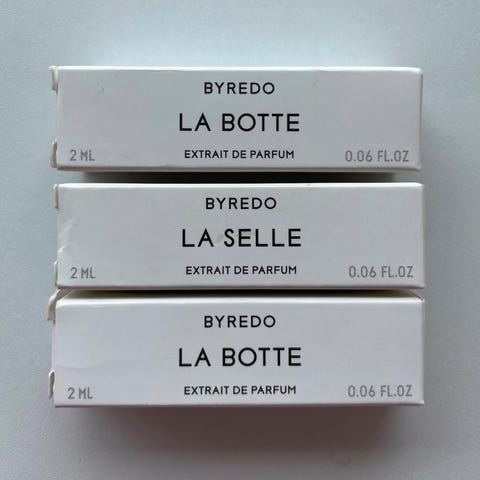 BYREDO
LA BOTTE
2 ML EXTRAIT DE PARFUM 0.06 FL.OZ
BYREDO
LA SELLE
2 ML EXTRAIT DE PARFUM 0.06 FL.OZ
BYREDO
LA BOTTE
2 ML EXTRAIT DE PARFUM 0.06 FL.OZ